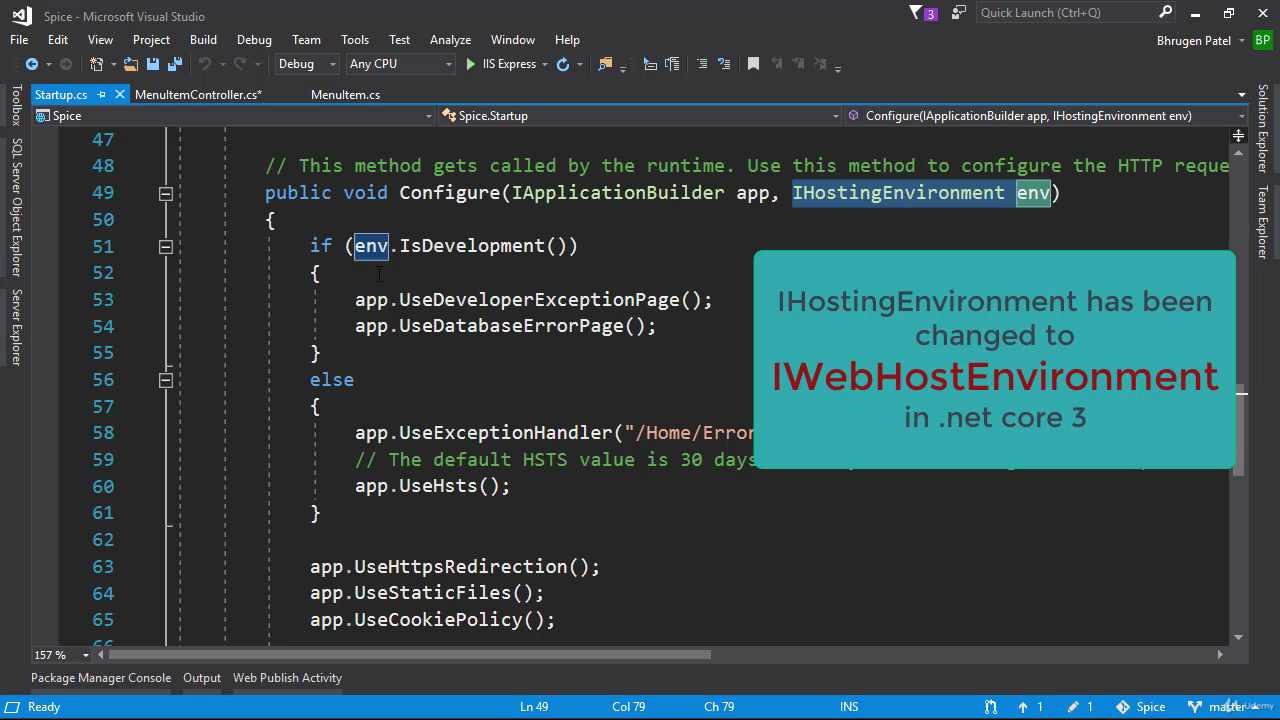 Spice - Microsoft Visual Studio
3
Quick Launch (Ctrl+Q)
File Edit View Project Build Debug Team Tools Test Analyze Window Help
Bhrugen Patel BP
Debug Any CPU IIS Express
Startup.cs MenuItemController.cs* MenuItem.cs
Spice Spice.Startup Configure(IApplicationBuilder app, IHostingEnvironment env)
Toolbox
SQL Server Object Explorer
Server Explorer
Solution Explorer
Team Explorer
47
48 // This method gets called by the runtime. Use this method to configure the HTTP reque
49 public void Configure(IApplicationBuilder app, IHostingEnvironment env)
50 {
51 if (env.IsDevelopment())
52 {
53 app.UseDeveloperExceptionPage();
54 app.UseDatabaseErrorPage();
55 }
56 else
57 {
58 app.UseExceptionHandler("/Home/Error
59 // The default HSTS value is 30 days
60 app.UseHsts();
61 }
62
63 app.UseHttpsRedirection();
64 app.UseStaticFiles();
65 app.UseCookiePolicy();
IHostingEnvironment has been
changed to
IWebHostEnvironment
in .net core 3
157 %
Package Manager Console Output Web Publish Activity
Ready Ln 49 Col 79 Ch 79 INS 1 1 Spice master
Udemy